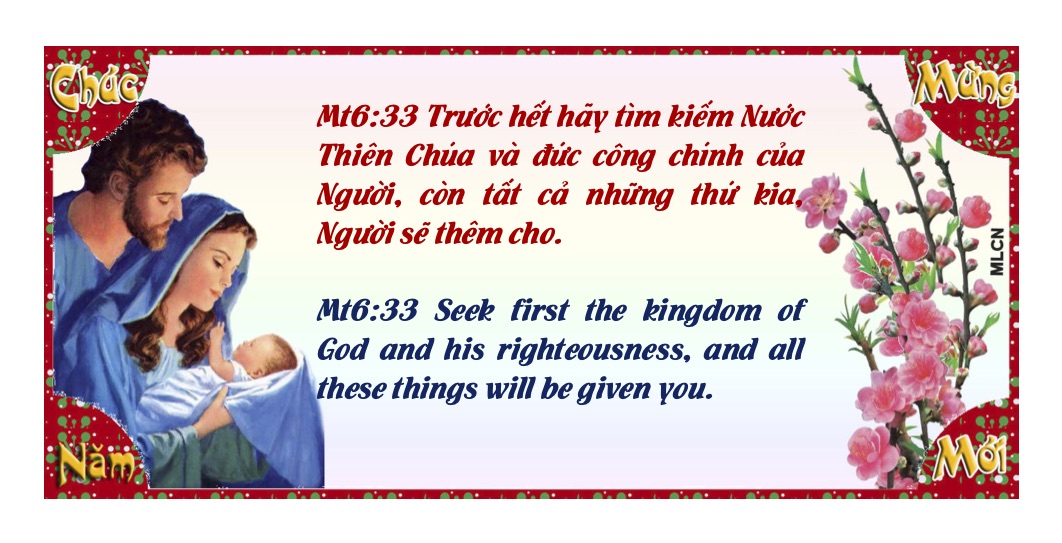 Chúc Mừng
Mt6:33 Trước hết hãy tìm kiếm Nước
Thiên Chúa và đức công chính của
Người, còn tất cả những thứ kia,
Người sẽ thêm cho.
MLCN
Mt6:33 Seek first the kingdom of
God and his righteousness, and all
these things will be given you.
Năm Mới